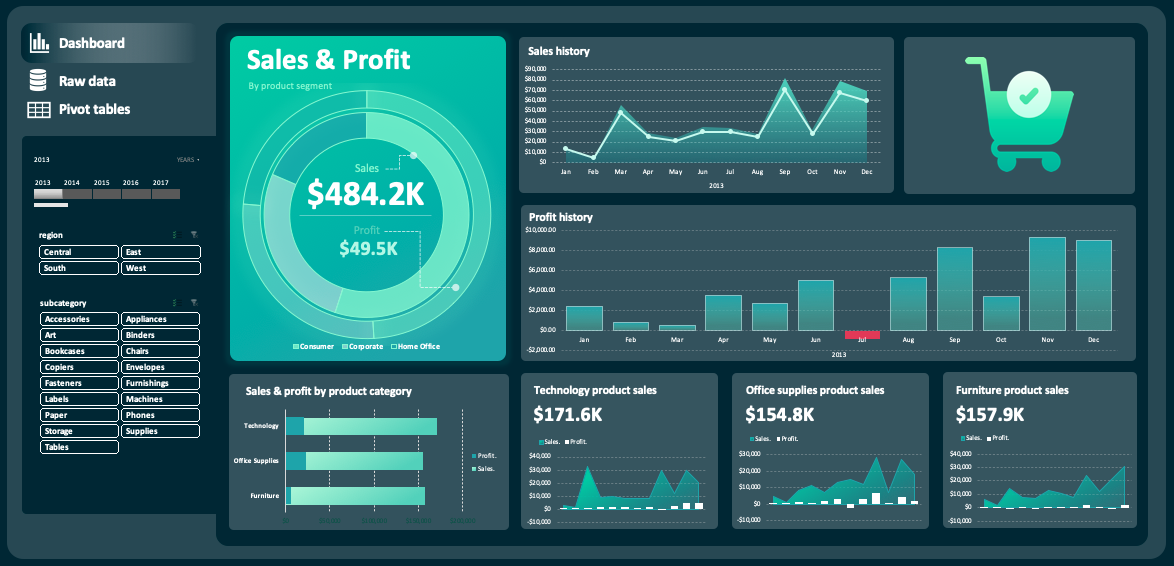 Dashboard
Raw data
Pivot tables
2013
YEARS
2013 2014 2015 2016 2017
region
Central East
South West
subcategory
Accessories Appliances
Art Binders
Bookcases Chairs
Copiers Envelopes
Fasteners Furnishings
Labels Machines
Paper Phones
Storage Supplies
Tables
Sales & Profit
By product segment
Sales
$484.2K
Profit
$49.5K
Consumer Corporate Home Office
Sales history
$90,000
$80,000
$70,000
$60,000
$50,000
$40,000
$30,000
$20,000
$10,000
$0
Jan Feb Mar Apr May Jun Jul Aug Sep Oct Nov Dec
2013
Profit history
$10,000.00
$8,000.00
$6,000.00
$4,000.00
$2,000.00
$0.00
-$2,000.00
Jan Feb Mar Apr May Jun Jul Aug Sep Oct Nov Dec
2013
Sales & profit by product category
Technology
Office Supplies
Furniture
Profit.
Sales.
Technology product sales
$171.6K
Sales. Profit.
$40,000
$30,000
$20,000
$10,000
$0
-$10,000
Office supplies product sales
$154.8K
Sales. Profit.
$30,000
$20,000
$10,000
$0
-$10,000
Furniture product sales
$157.9K
Sales. Profit.
$40,000
$30,000
$20,000
$10,000
$0
-$10,000